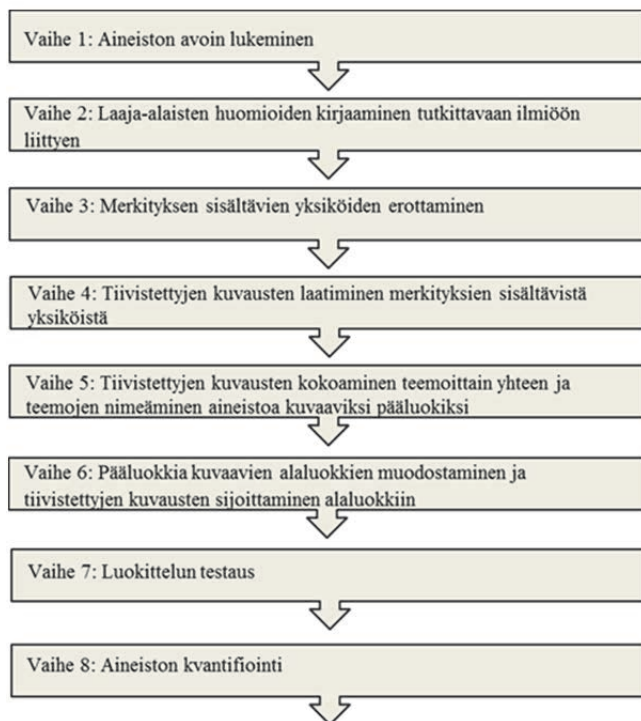 Vaihe 1: Aineiston avoin lukeminen
Vaihe 2: Laaja-alaisten huomioiden kirjaaminen tutkittavaan ilmiöön
liittyen
Vaihe 3: Merkityksen sisältävien yksiköiden erottaminen
Vaihe 4: Tiivistettyjen kuvausten laatiminen merkityksien sisältävistä
yksiköistä
Vaihe 5: Tiivistettyjen kuvausten kokoaminen teemoittain yhteen ja
teemojen nimeäminen aineistoa kuvaaviksi pääluokiksi
Vaihe 6: Pääluokkia kuvaavien alaluokkien muodostaminen ja
tiivistettyjen kuvausten sijoittaminen alaluokkiin
Vaihe 7: Luokittelun testaus
Vaihe 8: Aineiston kvantifiointi